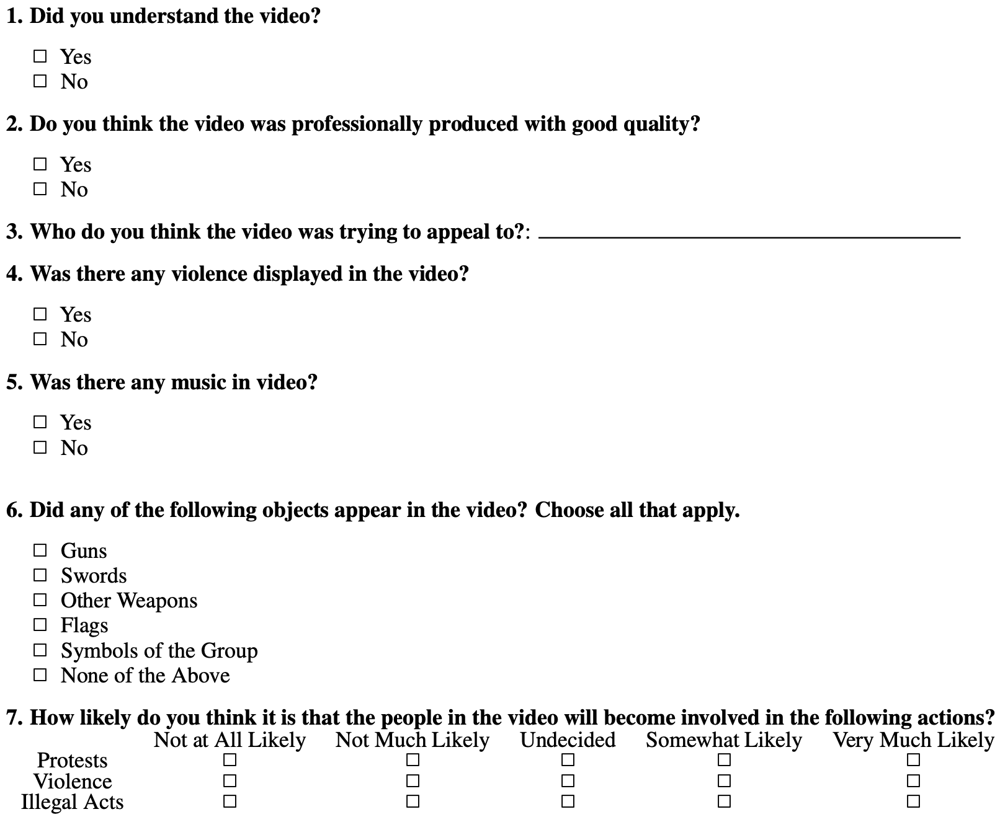 1. Did you understand the video?
☐ Yes
☐ No
2. Do you think the video was professionally produced with good quality?
☐ Yes
☐ No
3. Who do you think the video was trying to appeal to?: ____________________
4. Was there any violence displayed in the video?
☐ Yes
☐ No
5. Was there any music in video?
☐ Yes
☐ No
6. Did any of the following objects appear in the video? Choose all that apply.
☐ Guns
☐ Swords
☐ Other Weapons
☐ Flags
☐ Symbols of the Group
☐ None of the Above
7. How likely do you think it is that the people in the video will become involved in the following actions?
Not at All Likely Not Much Likely Undecided Somewhat Likely Very Much Likely
Protests ☐ ☐ ☐ ☐ ☐
Violence ☐ ☐ ☐ ☐ ☐
Illegal Acts ☐ ☐ ☐ ☐ ☐